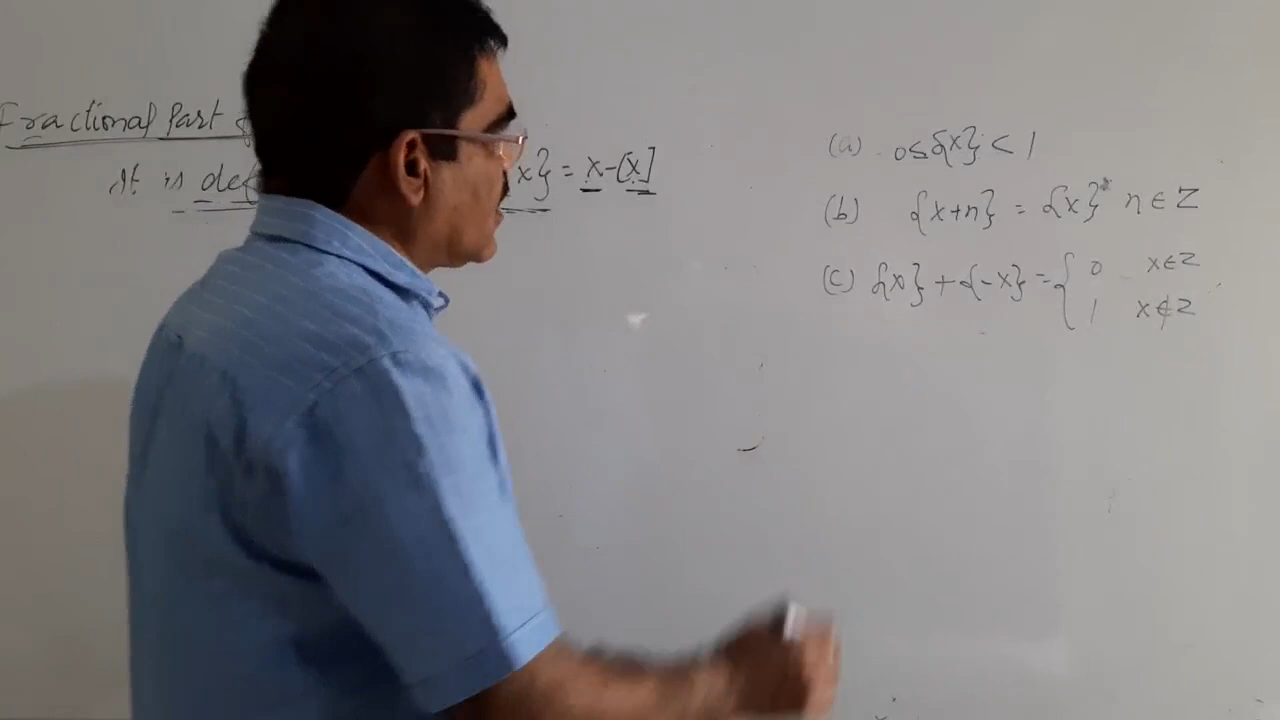 Fractional Part
It is def x} = x-[x]
(a) 0≤{x} < 1
(b) {x+n} = {x} n ∈ Z
(c) {x} + {-x} = { 0 x∈Z
1 x∉Z